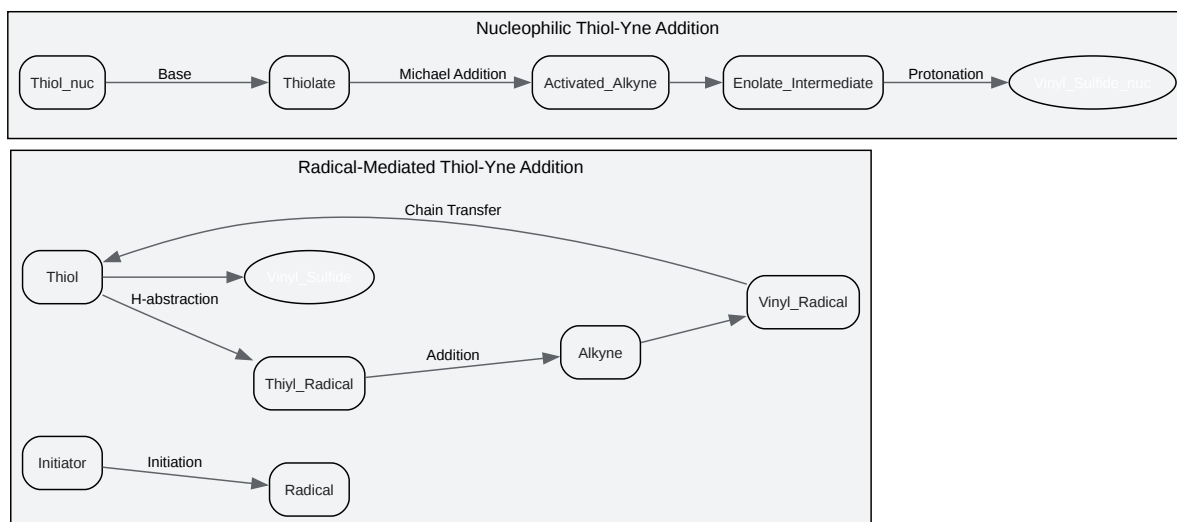 Nucleophilic Thiol-Yne Addition
Thiol_nuc
Base
Thiolate
Michael Addition
Activated_Alkyne
Enolate_Intermediate
Protonation
Vinyl_Sulfide_nuc
Radical-Mediated Thiol-Yne Addition
Chain Transfer
Thiol
Vinyl_Sulfide
H-abstraction
Vinyl_Radical
Alkyne
Addition
Thiyl_Radical
Initiator
Initiation
Radical